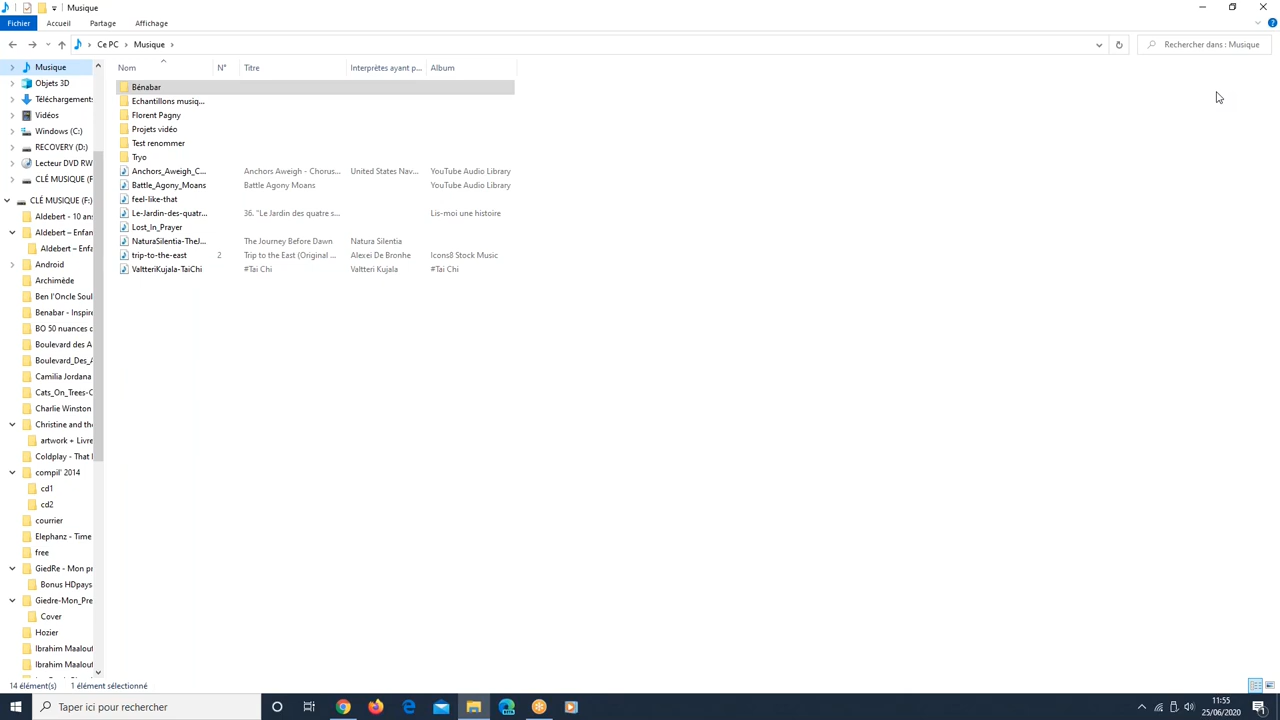 Musique
Fichier Accueil Partage Affichage
Ce PC Musique Rechercher dans : Musique
Nom N° Titre Interprètes ayant p... Album
Bénabar
Echantillons musiq...
Florent Pagny
Projets vidéo
Test renommer
Tryo
Anchors_Aweigh_C... Anchors Aweigh - Chorus... United States Nav... YouTube Audio Library
Battle_Agony_Moans Battle Agony Moans YouTube Audio Library
feel-like-that
Le-Jardin-des-quatr... 36. "Le Jardin des quatre s... Lis-moi une histoire
Lost_In_Prayer
NaturaSilentia-TheJ... The Journey Before Dawn Natura Silentia
trip-to-the-east 2 Trip to the East (Original ... Alexei De Bronhe Icons8 Stock Music
ValtteriKujala-TaiChi #Tai Chi Valtteri Kujala #Tai Chi
Musique
Objets 3D
Téléchargements
Vidéos
Windows (C:)
RECOVERY (D:)
Lecteur DVD RW
CLÉ MUSIQUE (F
CLÉ MUSIQUE (F:)
Aldebert - 10 ans
Aldebert – Enfan
Aldebert – Enfa
Android
Archimède
Ben l'Oncle Soul
Benabar - Inspire
BO 50 nuances d
Boulevard des A
Boulevard_Des_A
Camilia Jordana
Cats_On_Trees-C
Charlie Winston
Christine and the
artwork + Livre
Coldplay - That I
compil' 2014
cd1
cd2
courrier
Elephanz - Time
free
GiedRe - Mon pr
Bonus HDpays
Giedre-Mon_Pre
Cover
Hozier
Ibrahim Maalouf
Ibrahim Maalouf
14 élément(s) 1 élément sélectionné
Taper ici pour rechercher
11:55
25/06/2020